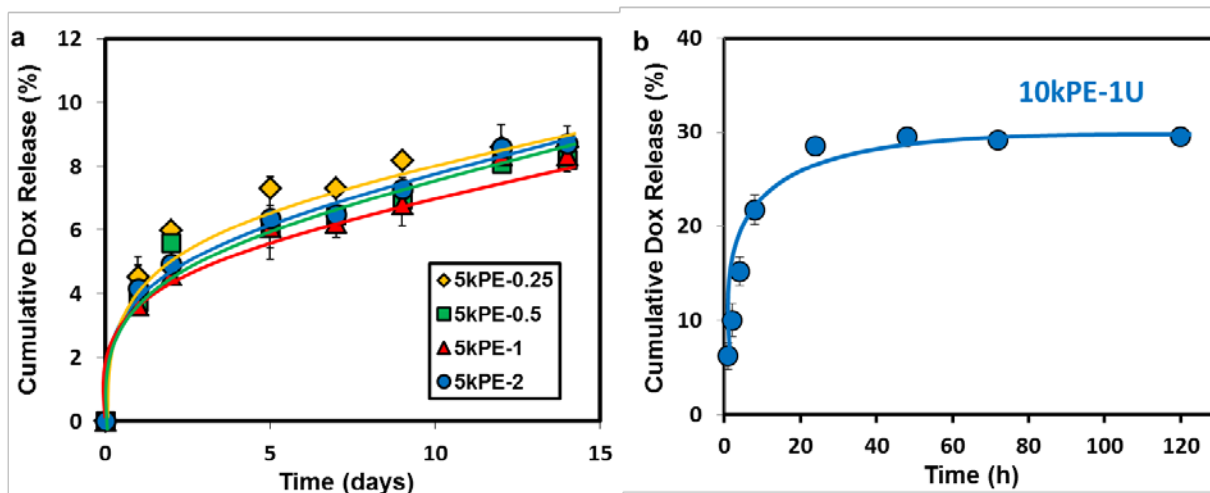 a
Cumulative Dox Release (%)
12
10
8
6
4
2
0
0 5 10 15
Time (days)
5kPE-0.25
5kPE-0.5
5kPE-1
5kPE-2
b
Cumulative Dox Release (%)
40
30
20
10
0
0 20 40 60 80 100 120
Time (h)
10kPE-1U